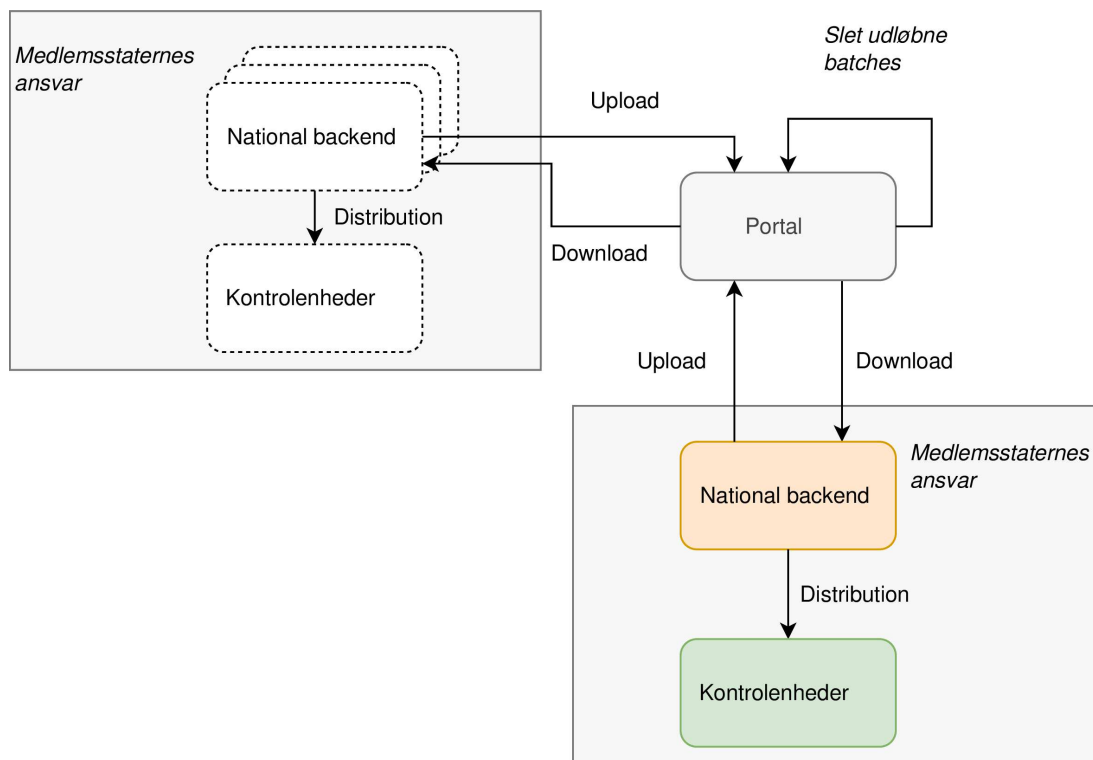 Medlemsstaternes
ansvar
National backend
Distribution
Kontrolenheder
Upload
Download
Slet udløbne
batches
Portal
Upload
Download
Medlemsstaternes
ansvar
National backend
Distribution
Kontrolenheder